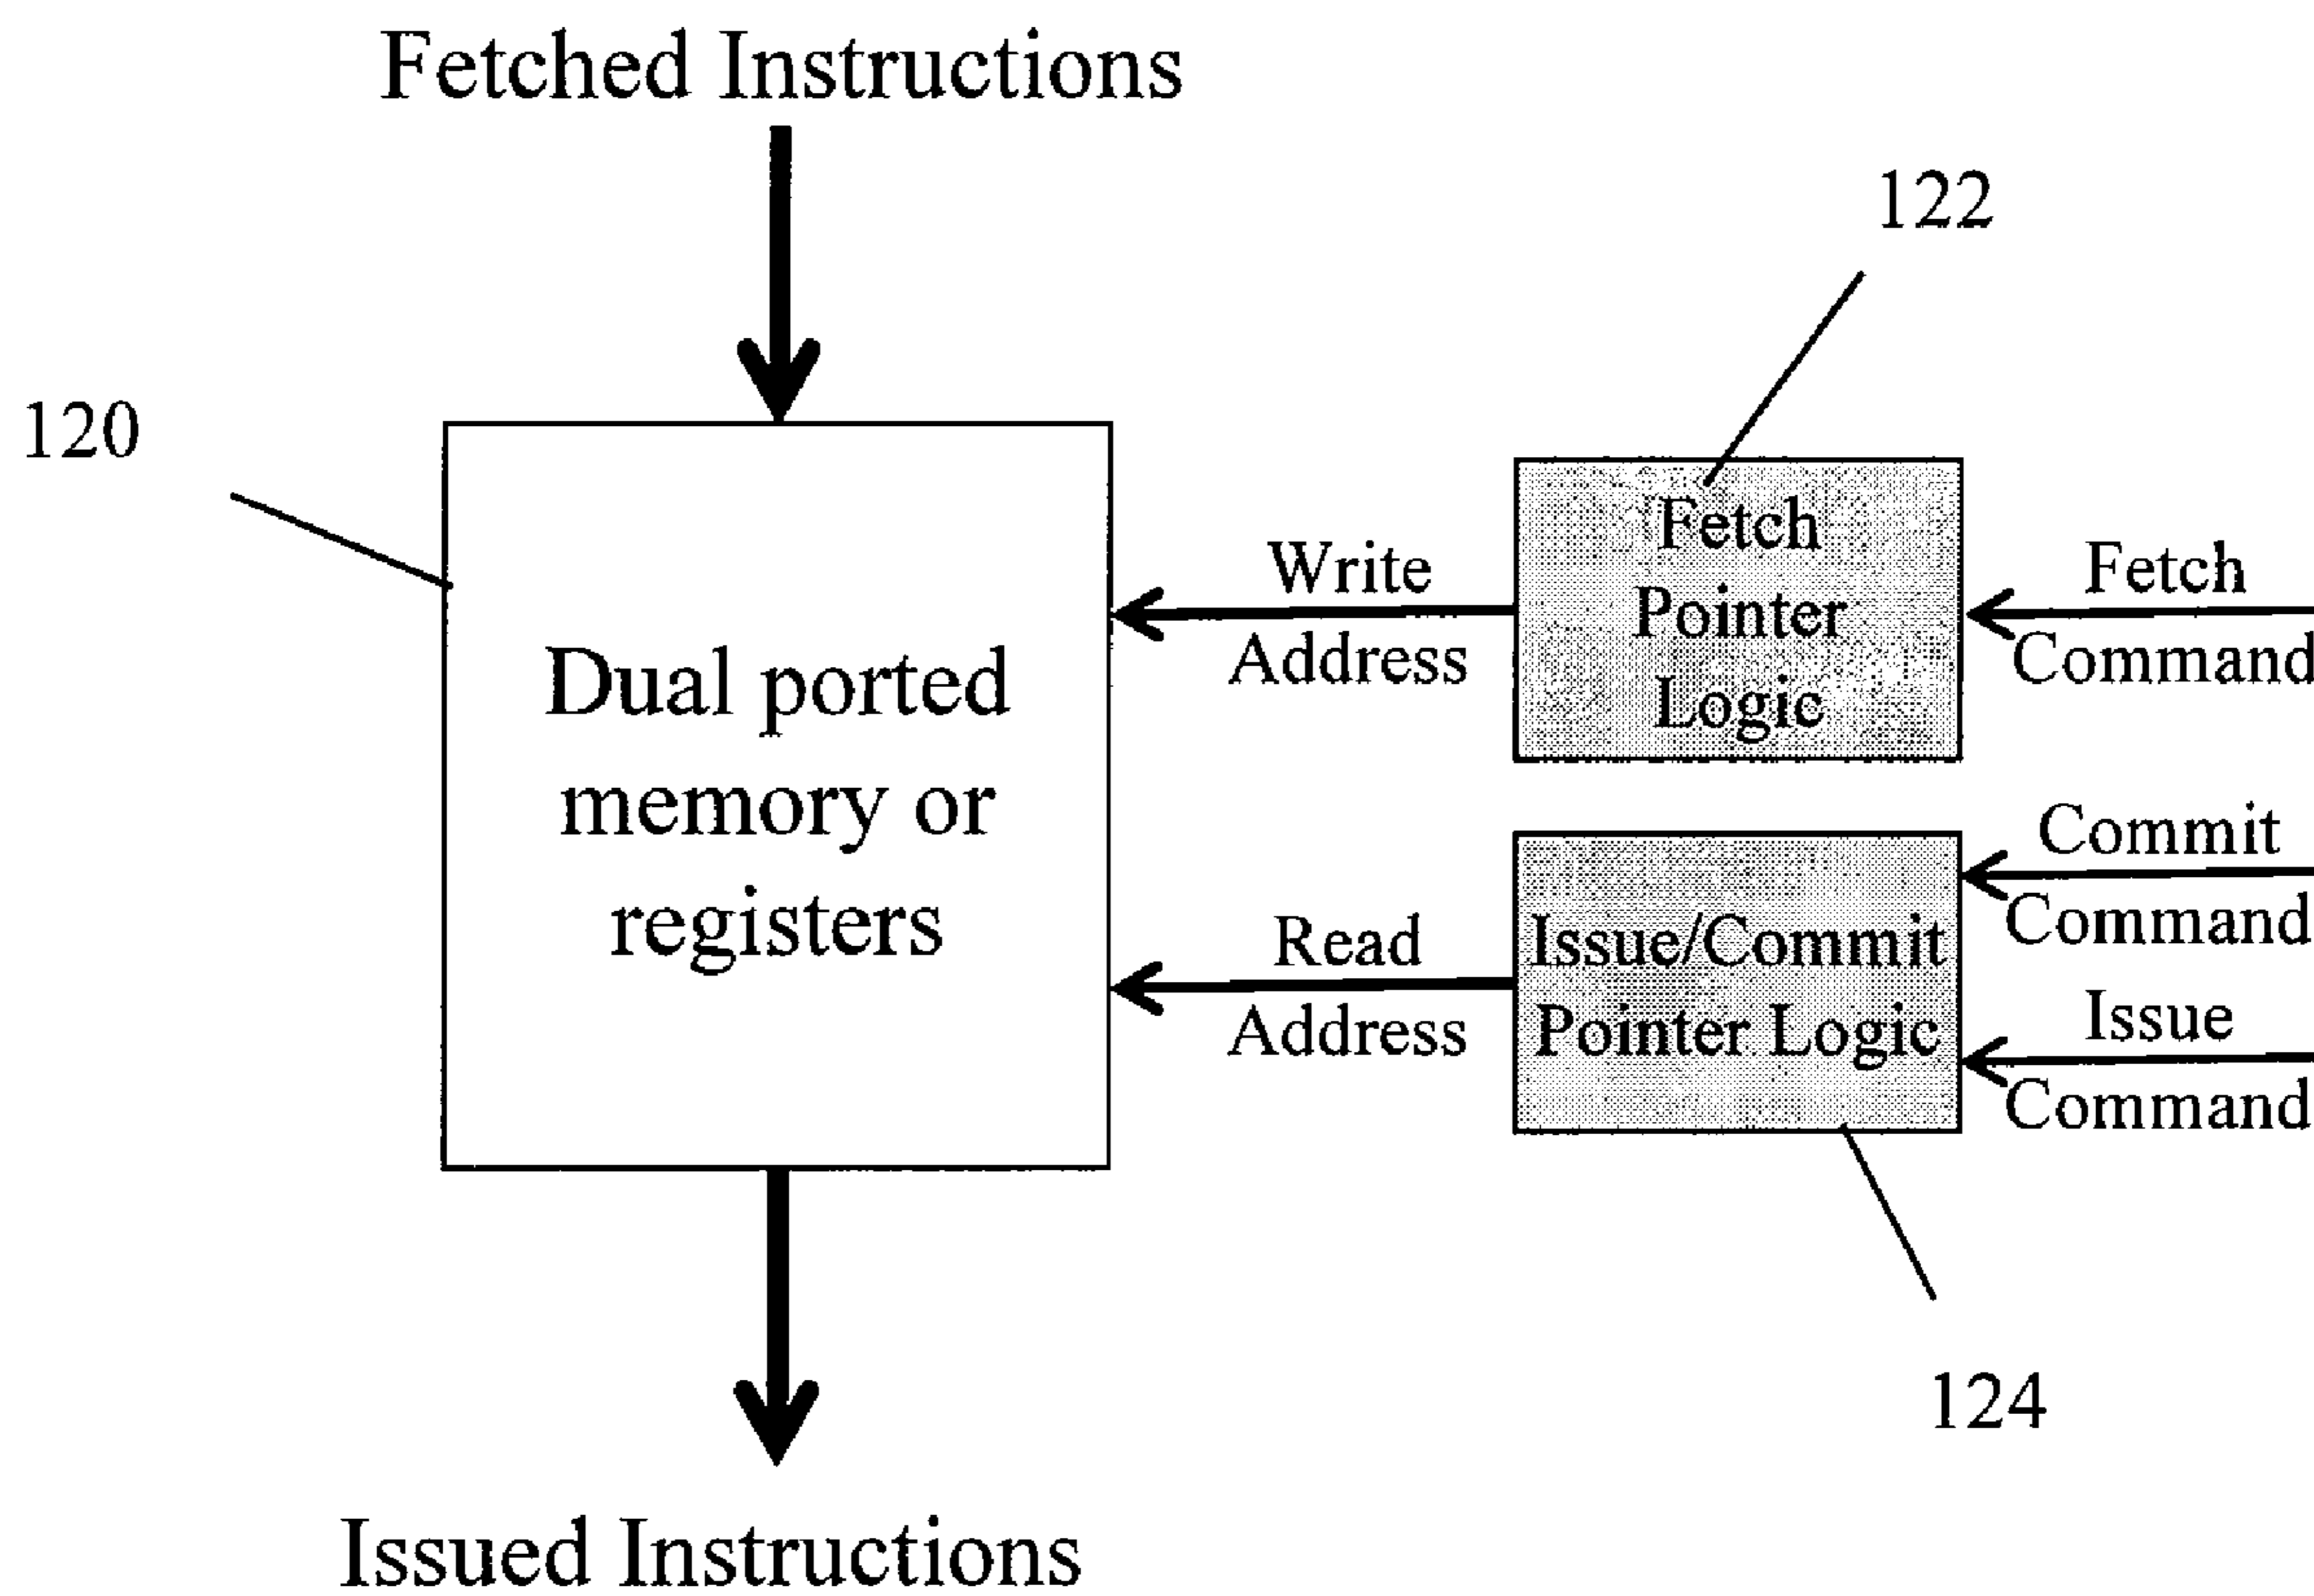 Fetched Instructions
122
120
Fetch
Pointer
Logic
Write
Address
Fetch
Command
Dual ported
memory or
registers
Commit
Command
Read
Address
Issue/Commit
Pointer Logic
Issue
Command
124
Issued Instructions